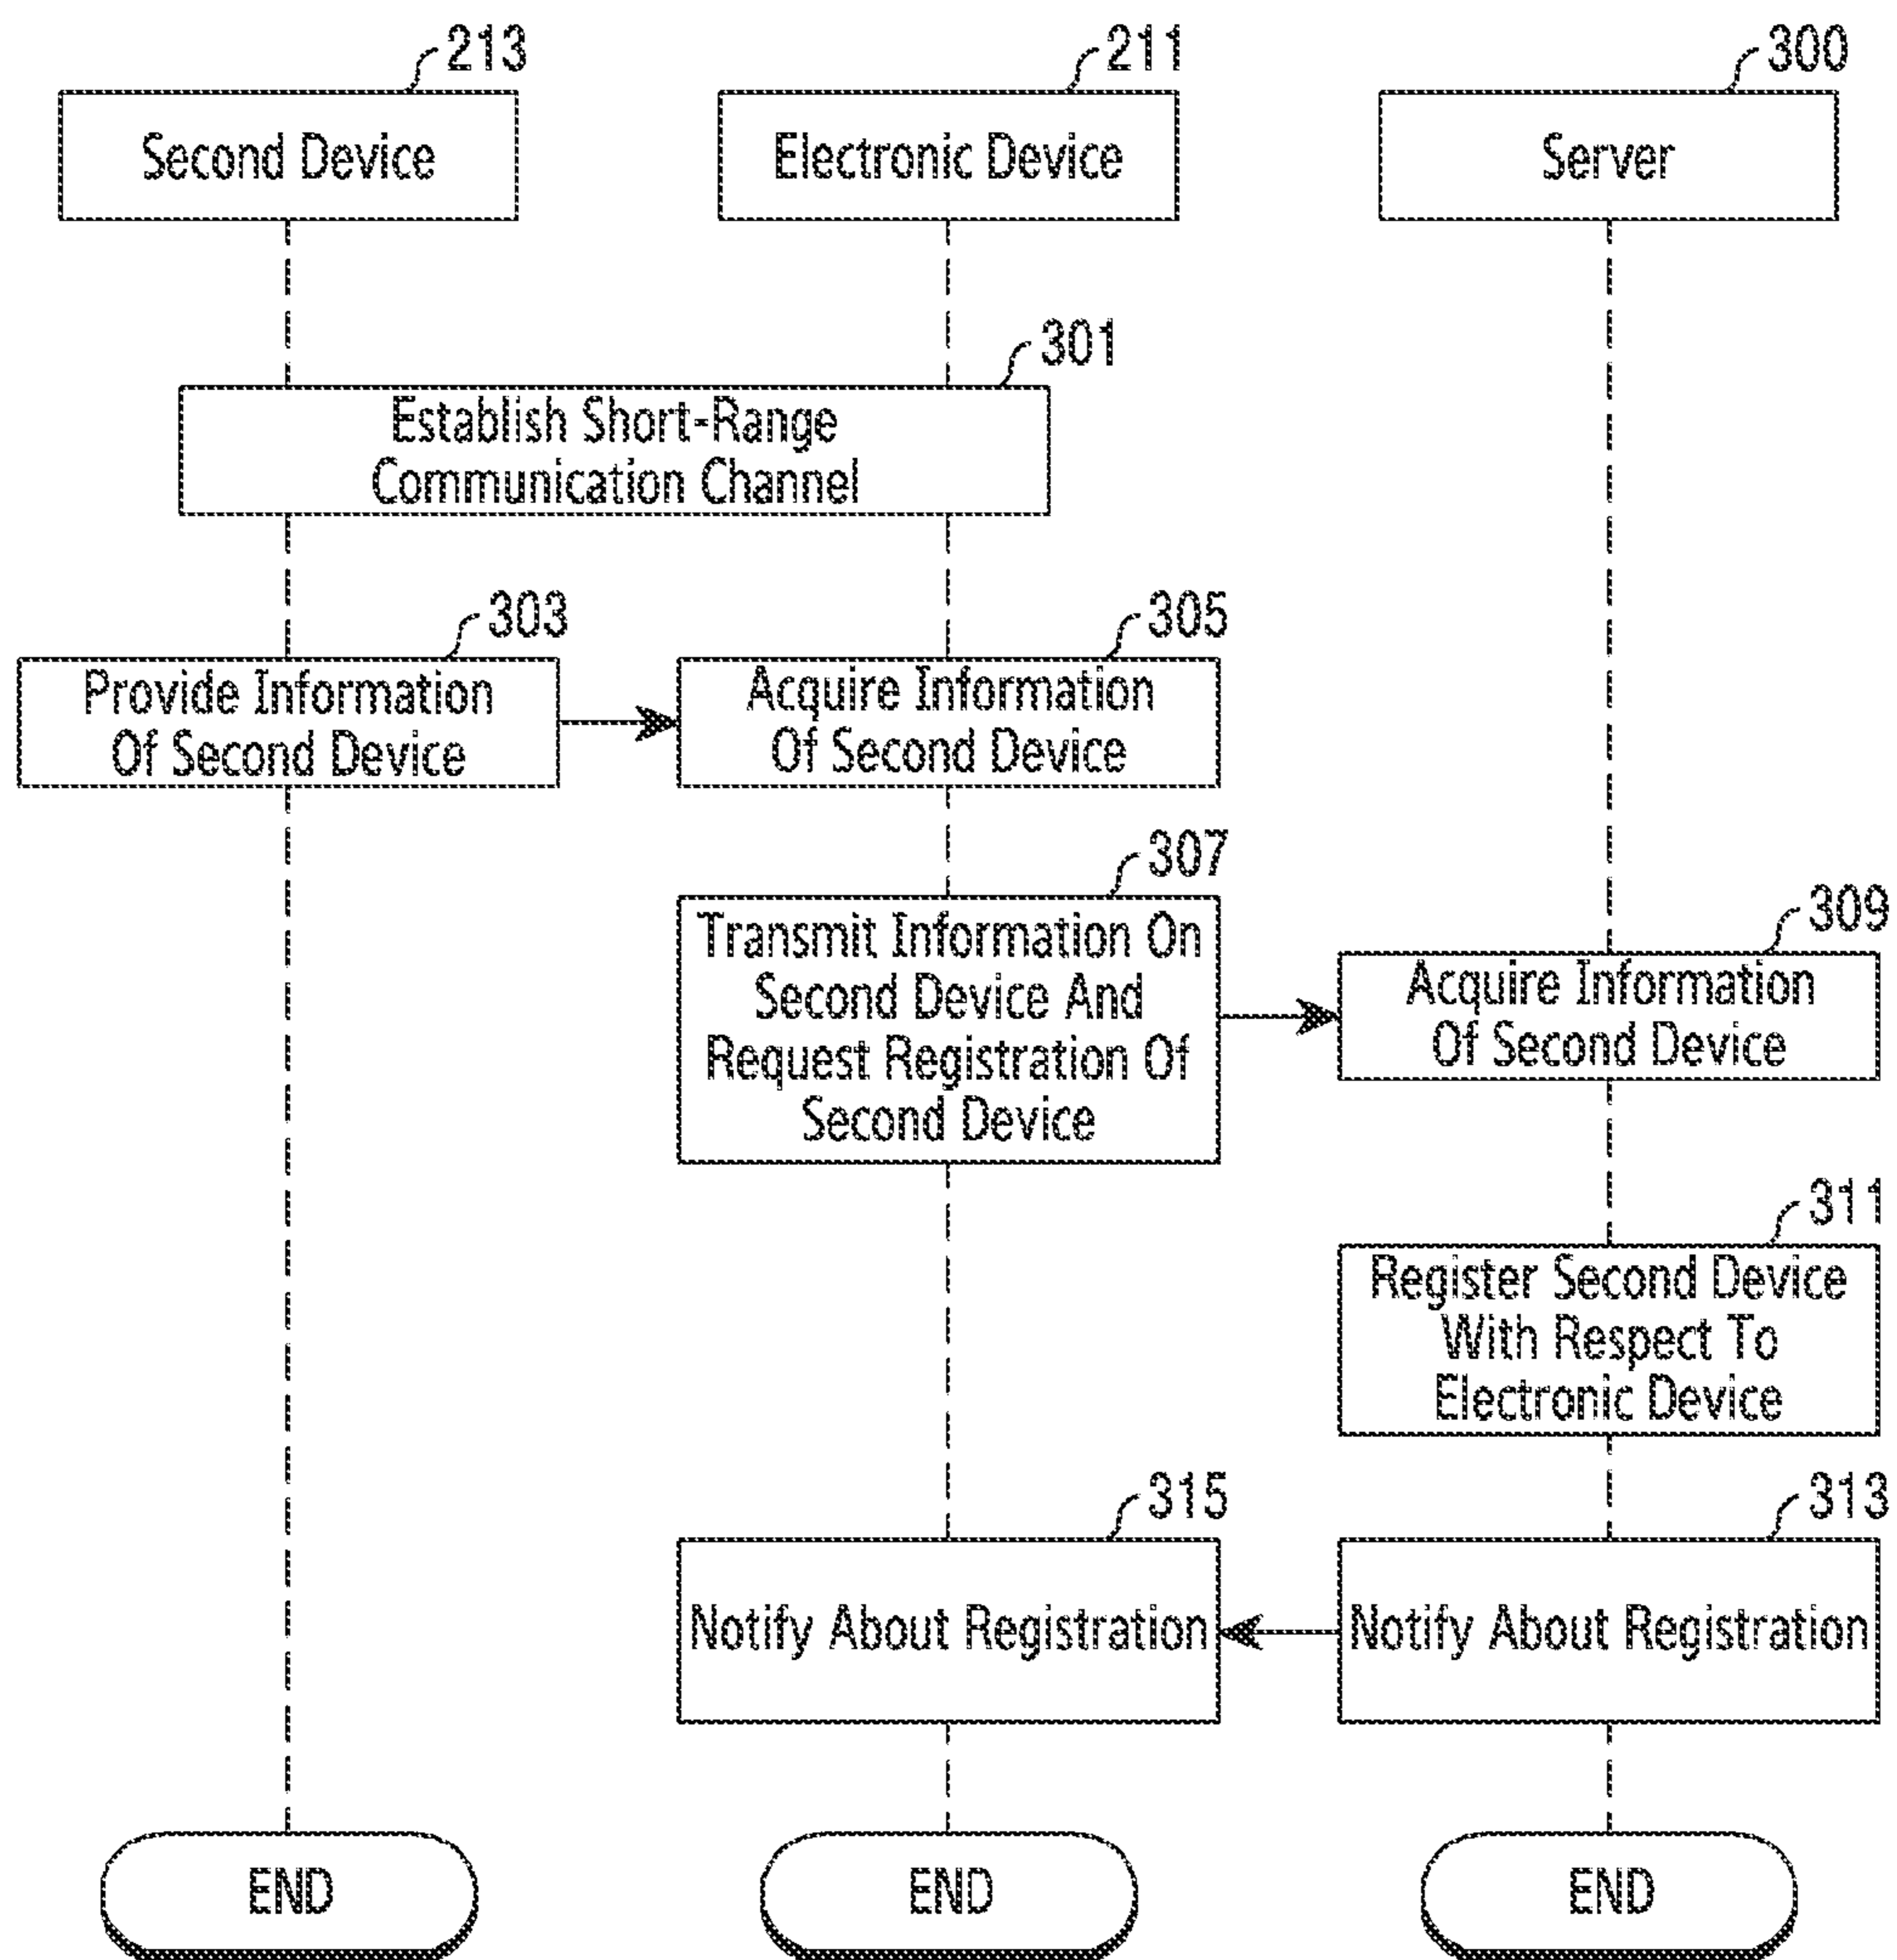 213
211
300
Second Device
Electronic Device
Server
301
Establish Short-Range
Communication Channel
303
305
Provide Information
Of Second Device
Acquire Information
Of Second Device
307
Transmit Information On
Second Device And
Request Registration Of
Second Device
309
Acquire Information
Of Second Device
311
Register Second Device
With Respect To
Electronic Device
315
313
Notify About Registration
Notify About Registration
END
END
END